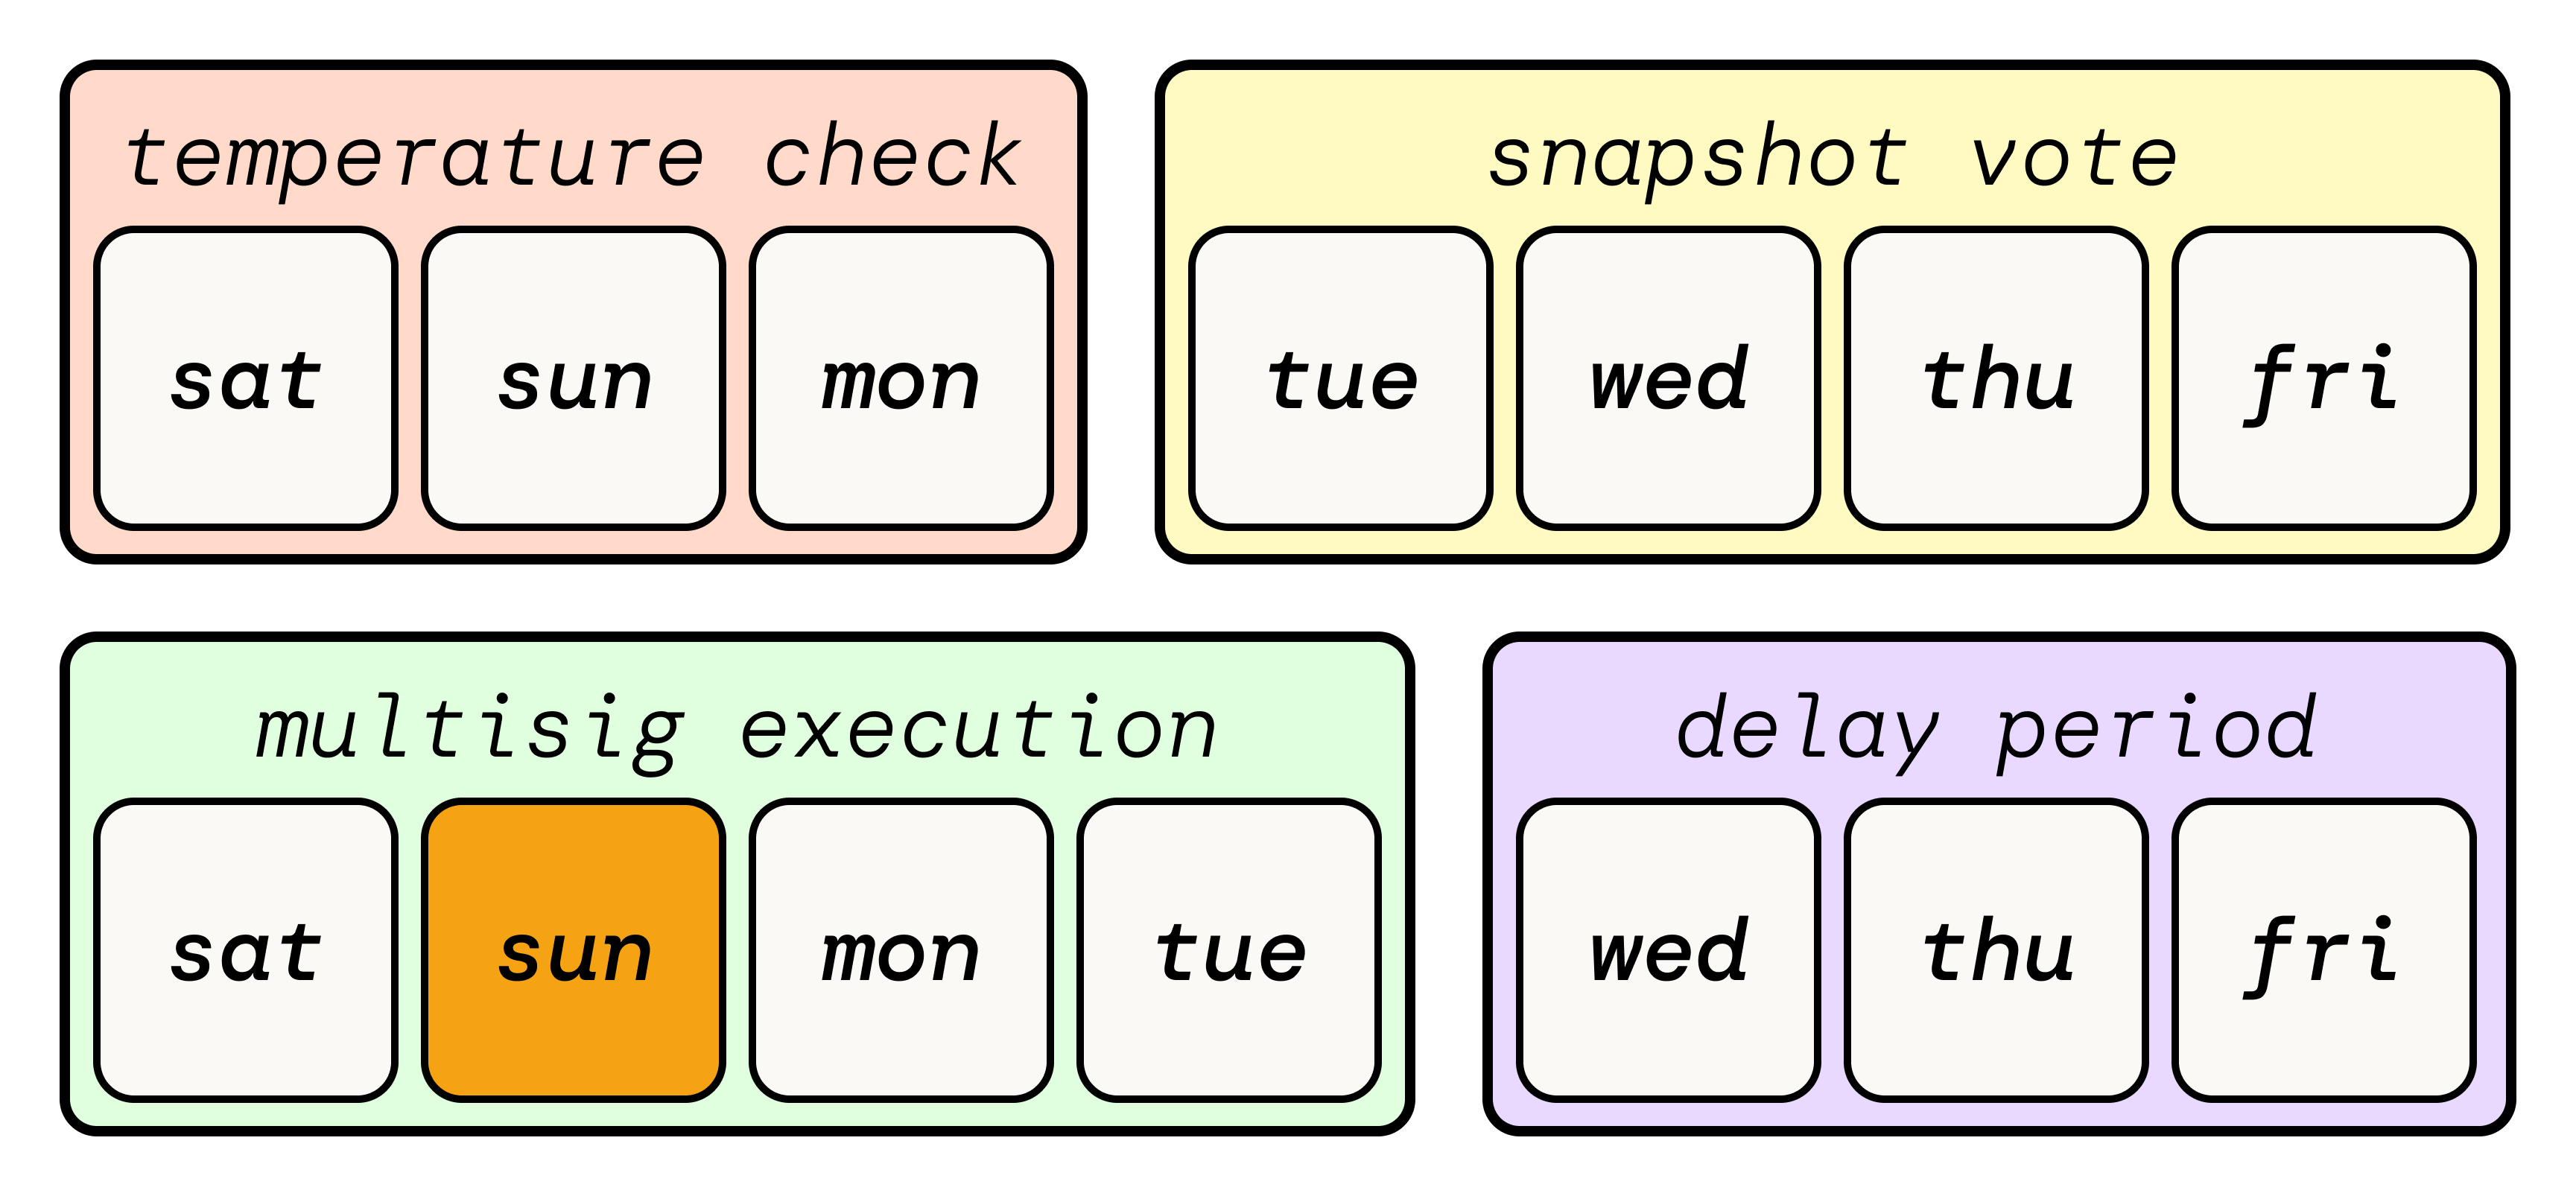 temperature check
sat sun mon
snapshot vote
tue wed thu fri
multisig execution
sat sun mon tue
delay period
wed thu fri